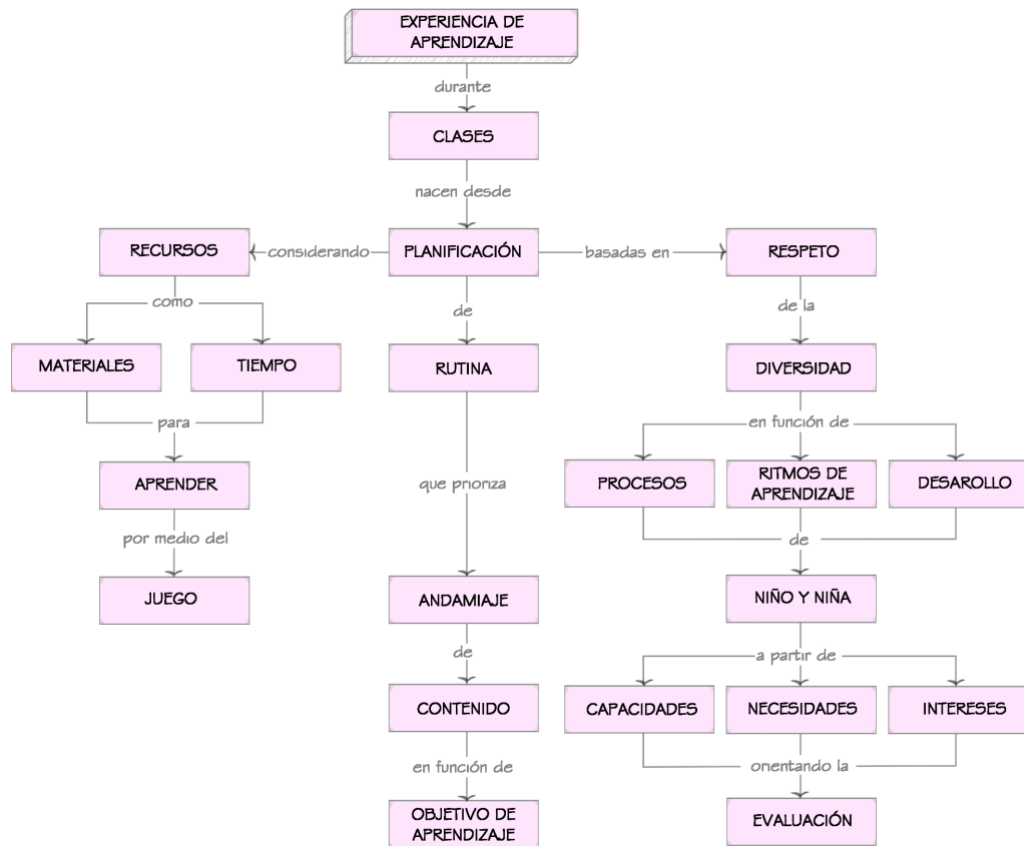 EXPERIENCIA DE
APRENDIZAJE
durante
CLASES
nacen desde
RECURSOS
considerando
PLANIFICACIÓN
basadas en
RESPETO
como
de
de la
MATERIALES
TIEMPO
RUTINA
DIVERSIDAD
para
en función de
APRENDER
que prioriza
PROCESOS
RITMOS DE
APRENDIZAJE
DESAROLLO
por medio del
de
JUEGO
ANDAMIAJE
NIÑO Y NIÑA
de
a partir de
CONTENIDO
CAPACIDADES
NECESIDADES
INTERESES
en función de
orientando la
OBJETIVO DE
APRENDIZAJE
EVALUACIÓN